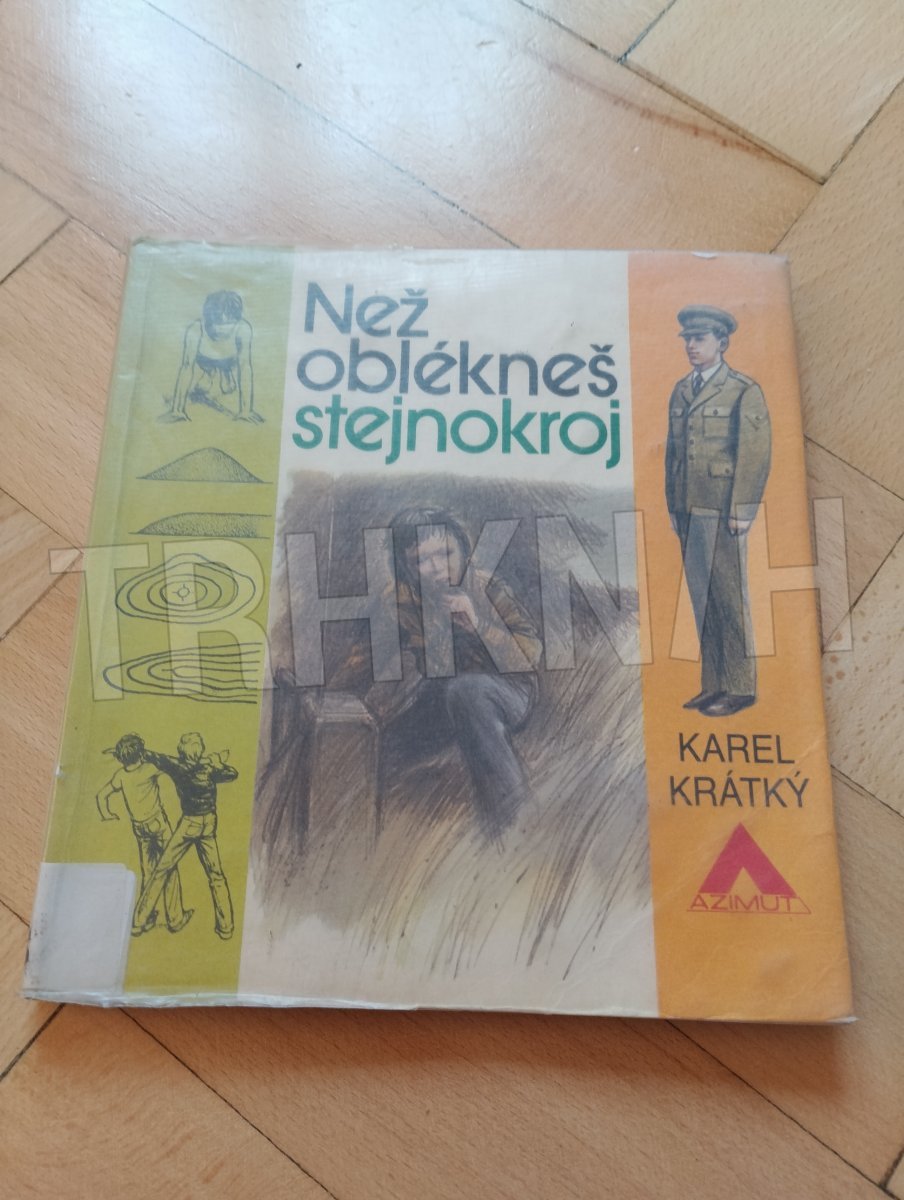 Než
oblékneš
stejnokroj
TRHKNIH
KAREL
KRÁTKÝ
AZIMUT